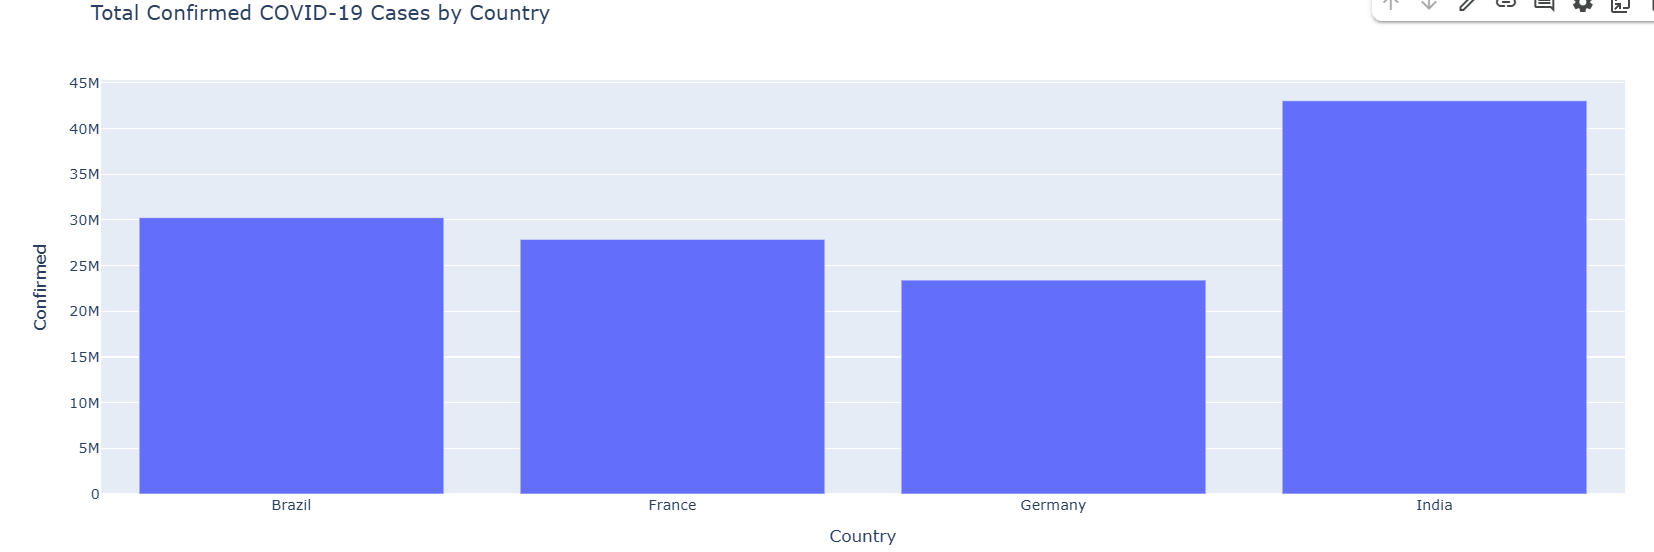 Total Confirmed COVID-19 Cases by Country
45M
40M
35M
30M
25M
20M
15M
10M
5M
0
Confirmed
Brazil France Germany India
Country